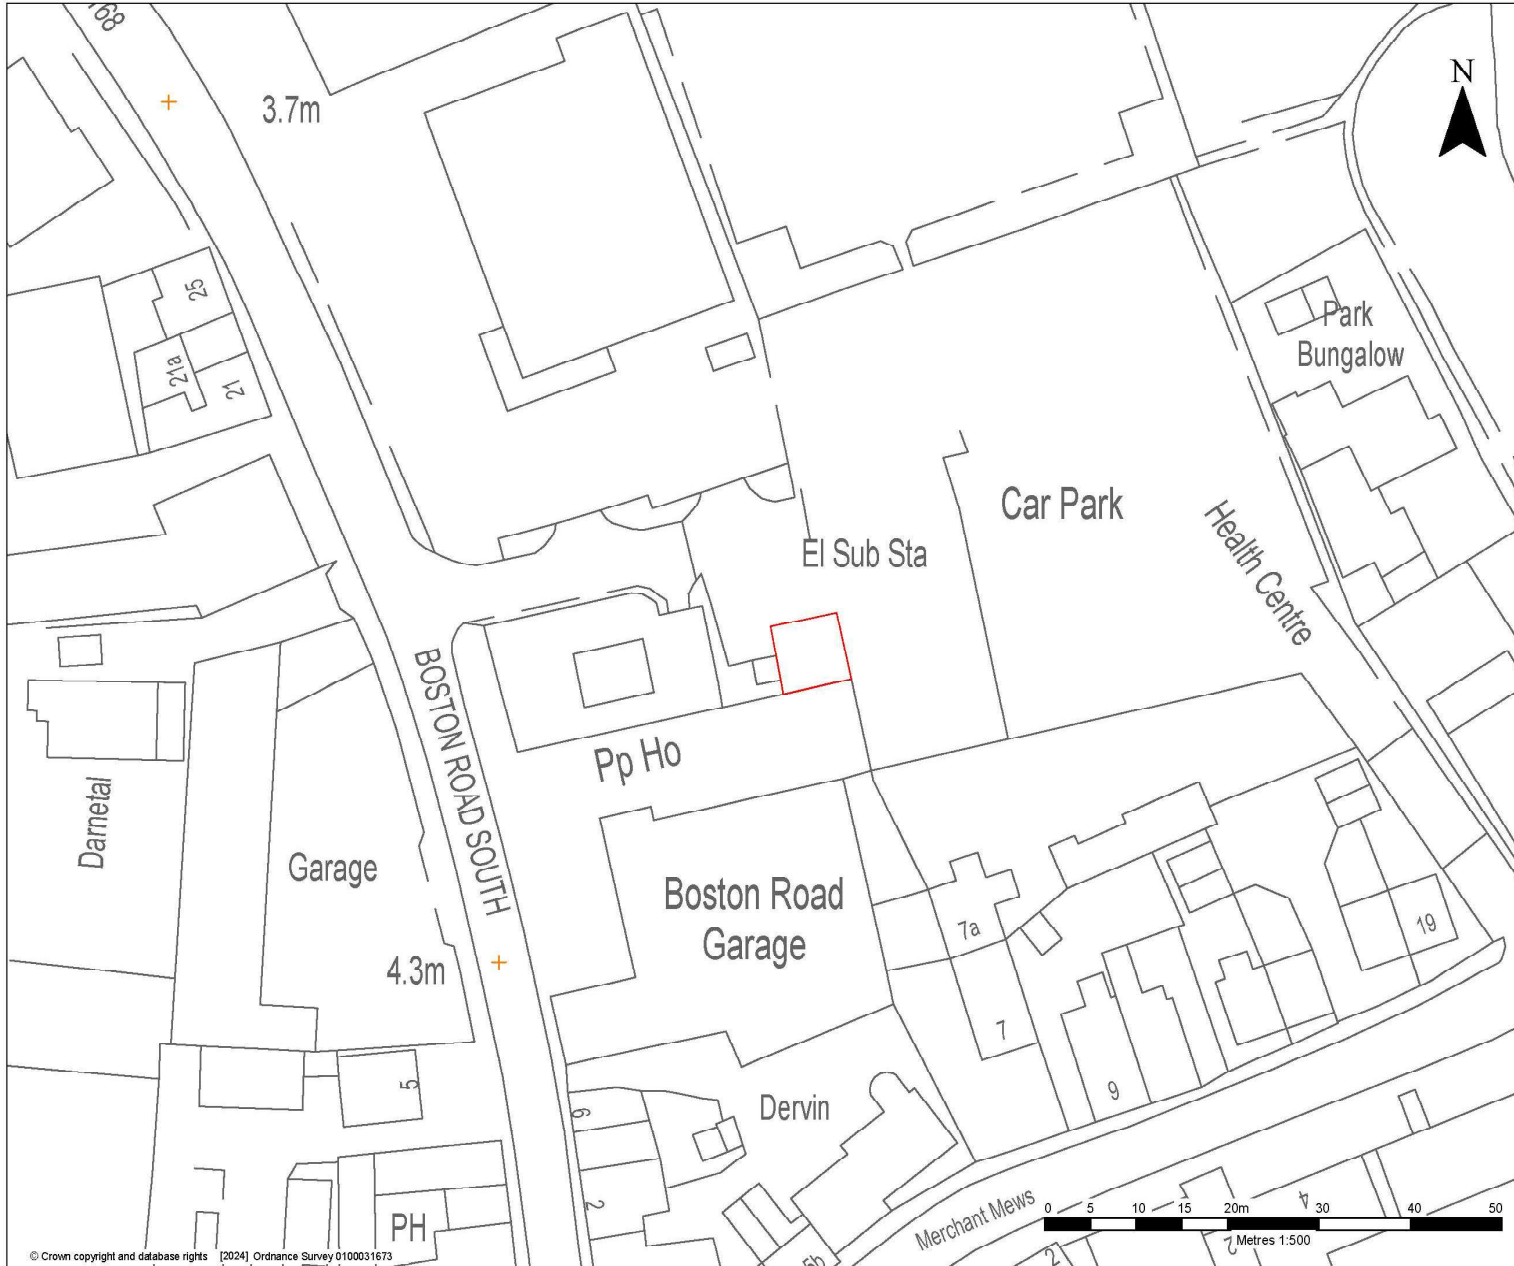 89
3.7m
N
25
21a
21
Park
Bungalow
Car Park
El Sub Sta
Health Centre
BOSTON ROAD SOUTH
Pp Ho
Darnetal
Garage
Boston Road
Garage
4.3m
7a
19
7
9
5
6
Dervin
2
PH
Merchant Mews
5b
2
2
4
0 5 10 15 20m 30 40 50
Metres 1:500
© Crown copyright and database rights [2024] Ordnance Survey 0100031673